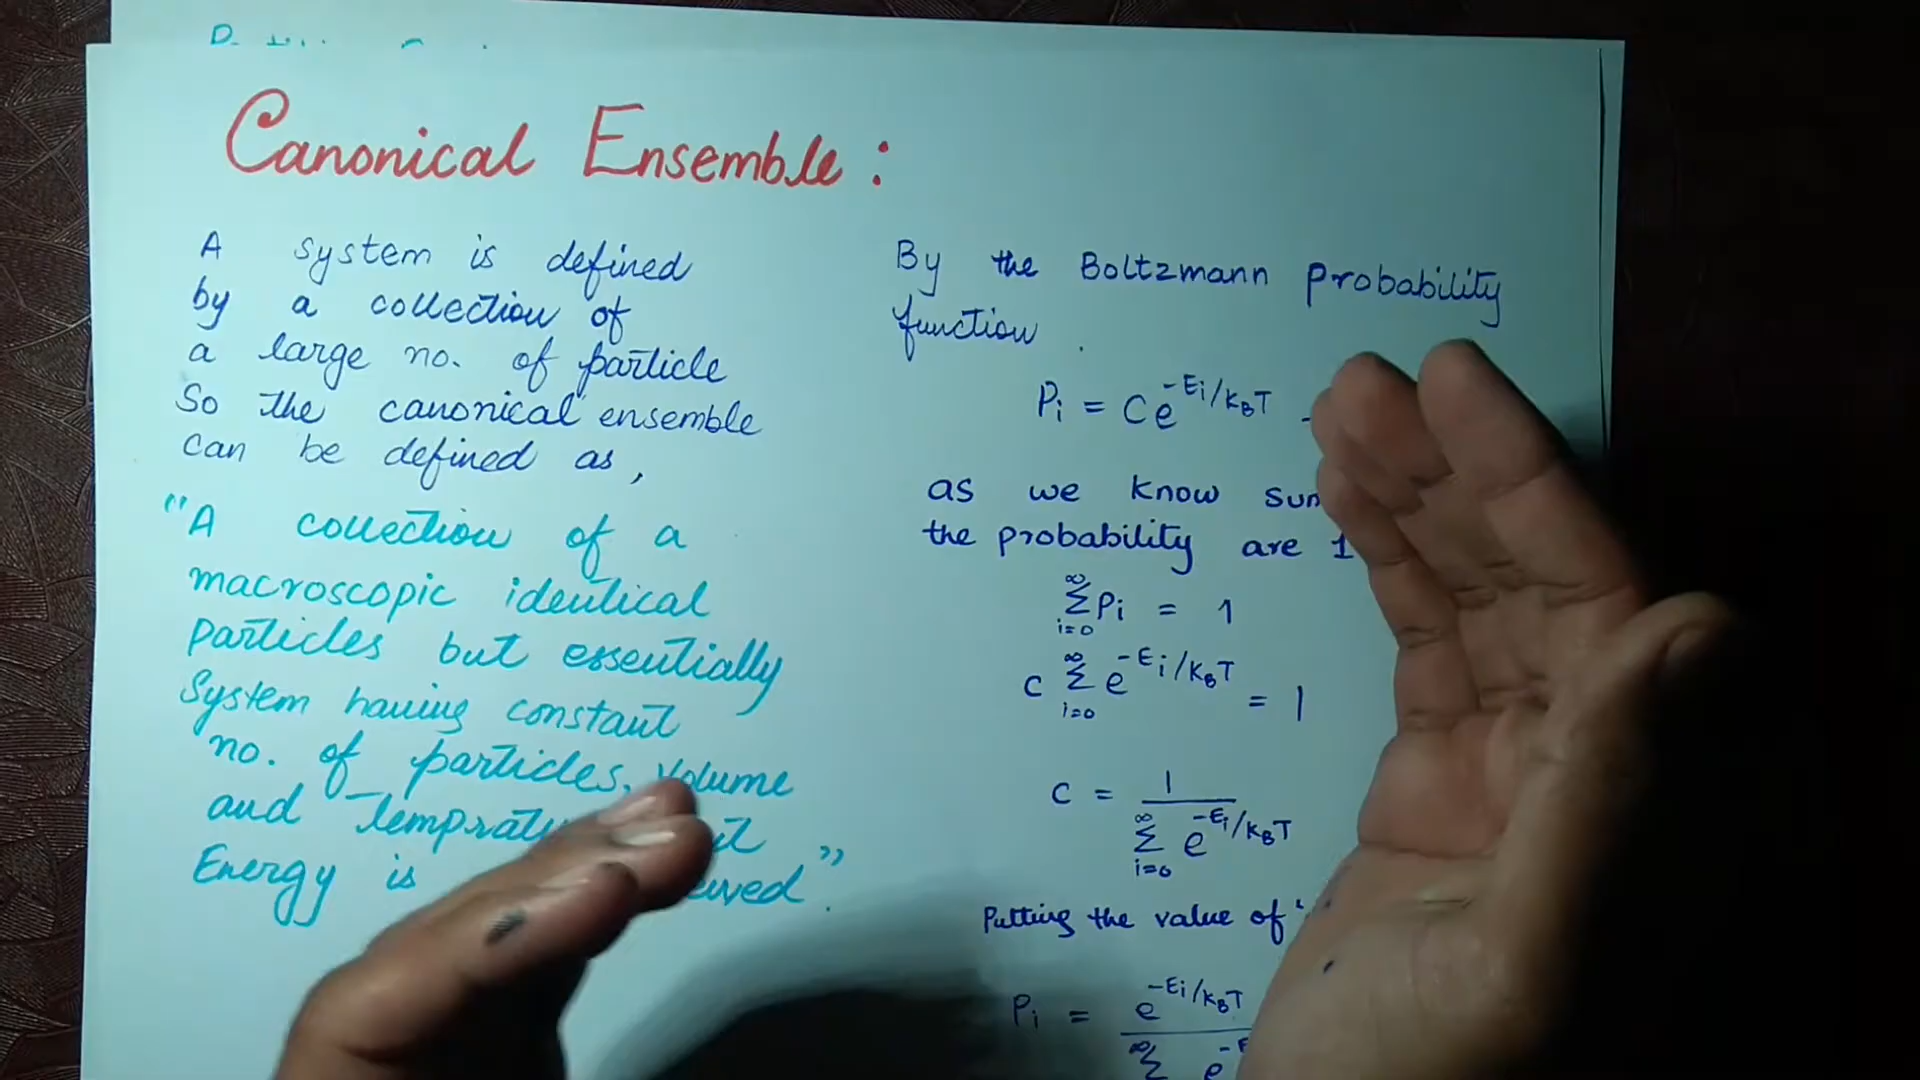 Canonical Ensemble :
A system is defined
by a collection of
a large no. of particle
So the canonical ensemble
can be defined as,
"A collection of a
macroscopic identical
Particles but essentially
System having constant
no. of particles, Volume
and
Energy is
By the Boltzmann Probability
function.
Pi = Ce^-Ei/kBT
as we know
the probability are 1
∞
ΣPi = 1
i=0
c ∞Σi=0 e^-Ei/kBT = 1
c = 1 / ∞Σi=0 e^-Ei/kBT
Putting the value of '
Pi = e^-Ei/kBT
∞Σ e^-E